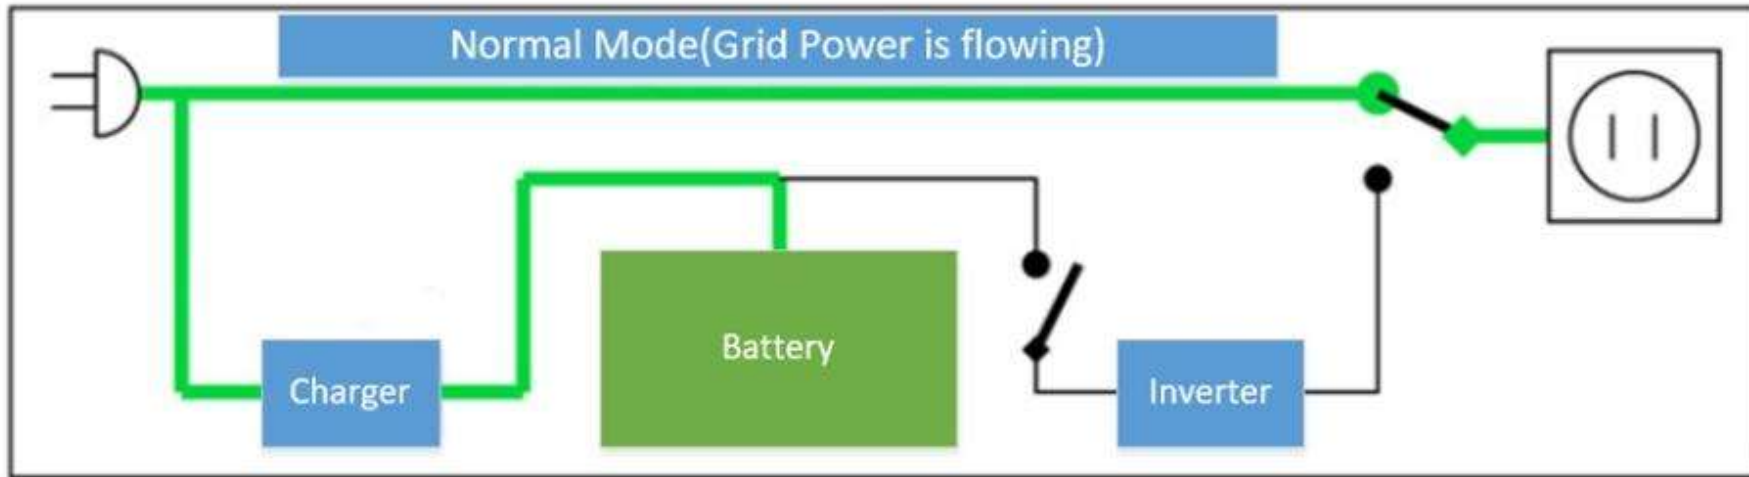 Normal Mode(Grid Power is flowing)
Battery
Charger
Inverter